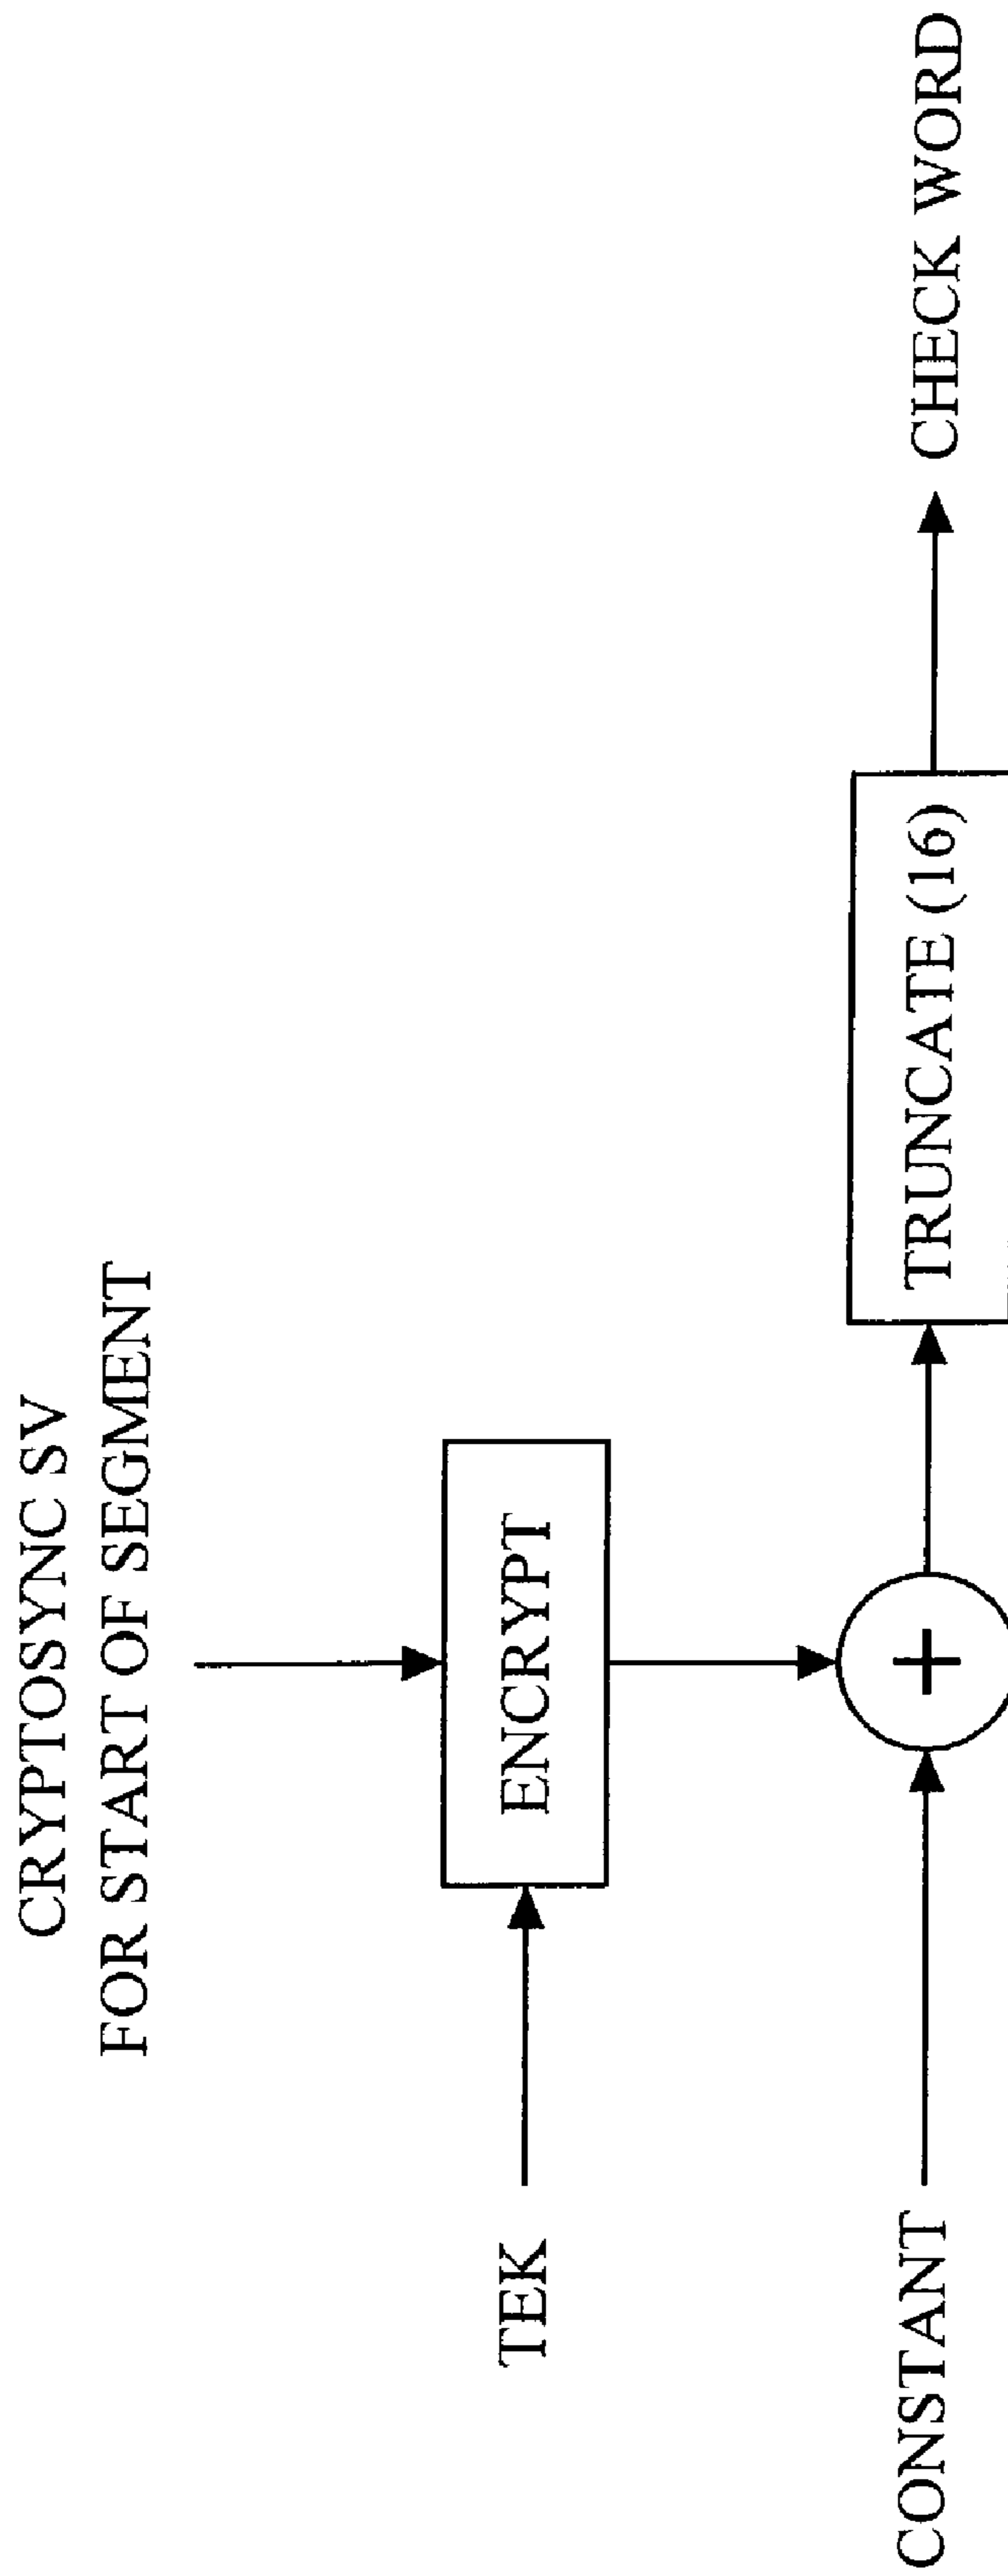 CRYPTOSYNC SV
FOR START OF SEGMENT
TEK
ENCRYPT
CONSTANT
+
TRUNCATE (16)
CHECK WORD